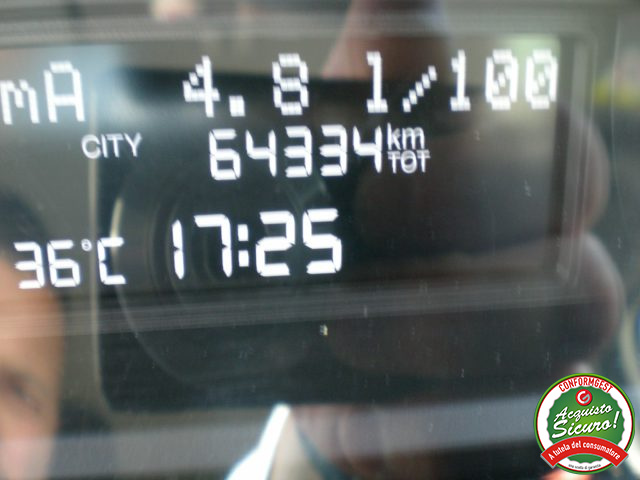 mA 4.8 l/100
CITY 64334 km TOT
36°C 17:25
CONFORMGEST
Acquisto
Sicuro!
A tutela del consumatore